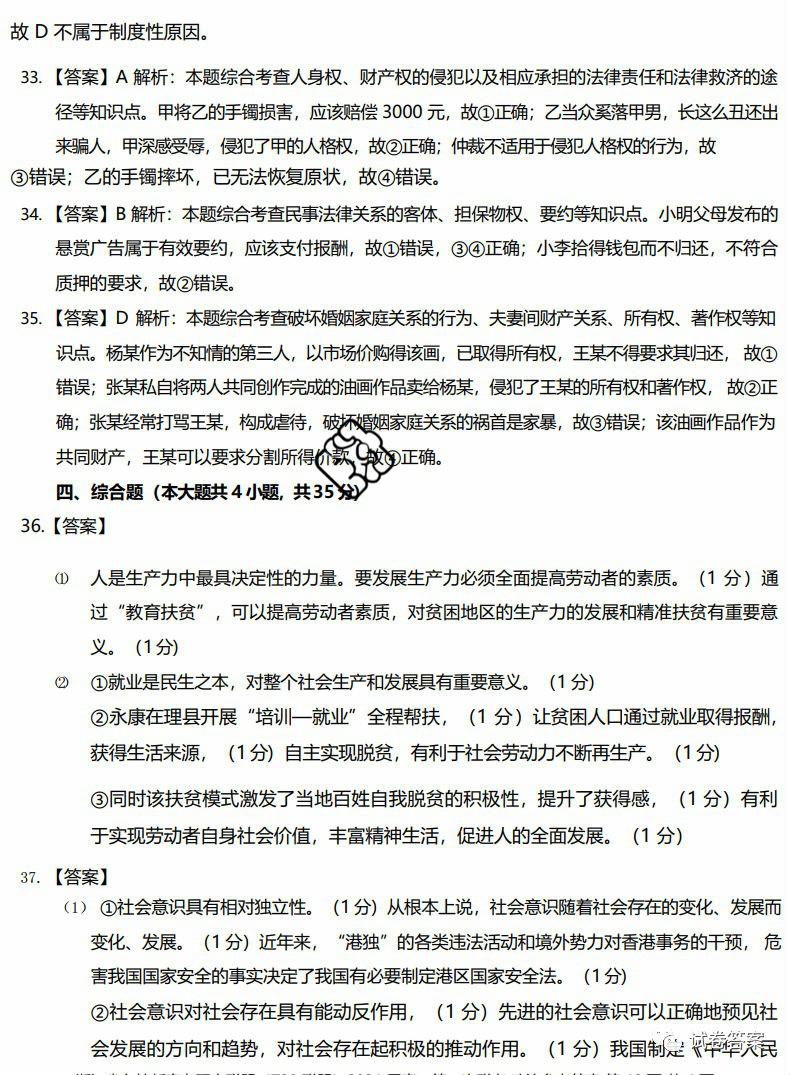 故 D 不属于制度性原因。
33. 【答案】A 解析：本题综合考查人身权、财产权的侵犯以及相应承担的法律责任和法律救济的途
径等知识点。甲将乙的手镯损害，应该赔偿 3000 元，故①正确；乙当众奚落甲男，长这么丑还出
来骗人，甲深感受辱，侵犯了甲的人格权，故②正确；仲裁不适用于侵犯人格权的行为，故
③错误；乙的手镯摔坏，已无法恢复原状，故④错误。
34. 【答案】B 解析：本题综合考查民事法律关系的客体、担保物权、要约等知识点。小明父母发布的
悬赏广告属于有效要约，应该支付报酬，故①错误，③④正确；小李拾得钱包而不归还，不符合
质押的要求，故②错误。
35. 【答案】D 解析：本题综合考查破坏婚姻家庭关系的行为、夫妻间财产关系、所有权、著作权等知
识点。杨某作为不知情的第三人，以市场价购得该画，已取得所有权，王某不得要求其归还， 故①
错误；张某私自将两人共同创作完成的油画作品卖给杨某，侵犯了王某的所有权和著作权， 故②正
确；张某经常打骂王某，构成虐待，破坏婚姻家庭关系的祸首是家暴，故③错误；该油画作品作为
共同财产，王某可以要求分割所得价款，故④正确。
四、综合题（本大题共 4 小题，共 35 分）
36.【答案】
⑴ 人是生产力中最具决定性的力量。要发展生产力必须全面提高劳动者的素质。（1 分）通
过“教育扶贫”，可以提高劳动者素质，对贫困地区的生产力的发展和精准扶贫有重要意
义。（1 分）
⑵ ①就业是民生之本，对整个社会生产和发展具有重要意义。（1 分）
②永康在理县开展“培训—就业”全程帮扶，（1 分）让贫困人口通过就业取得报酬，
获得生活来源，（1 分）自主实现脱贫，有利于社会劳动力不断再生产。（1 分）
③同时该扶贫模式激发了当地百姓自我脱贫的积极性，提升了获得感，（1 分）有利
于实现劳动者自身社会价值，丰富精神生活，促进人的全面发展。（1 分）
37. 【答案】
（1）①社会意识具有相对独立性。（1 分）从根本上说，社会意识随着社会存在的变化、发展而
变化、发展。（1 分）近年来，“港独”的各类违法活动和境外势力对香港事务的干预， 危
害我国国家安全的事实决定了我国有必要制定港区国家安全法。（1 分）
②社会意识对社会存在具有能动反作用，（1 分）先进的社会意识可以正确地预见社
会发展的方向和趋势，对社会存在起积极的推动作用。（1 分）我国制定《中华人民
试卷答案